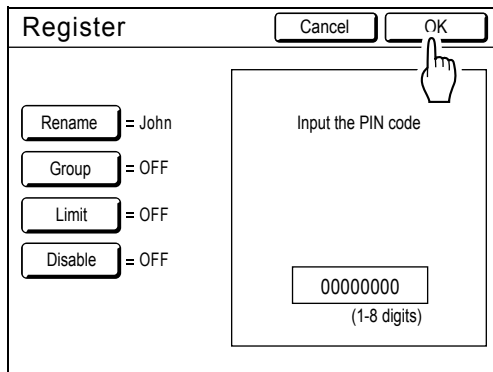 Register
Cancel
OK
Rename = John
Group = OFF
Limit = OFF
Disable = OFF
Input the PIN code
00000000
(1-8 digits)